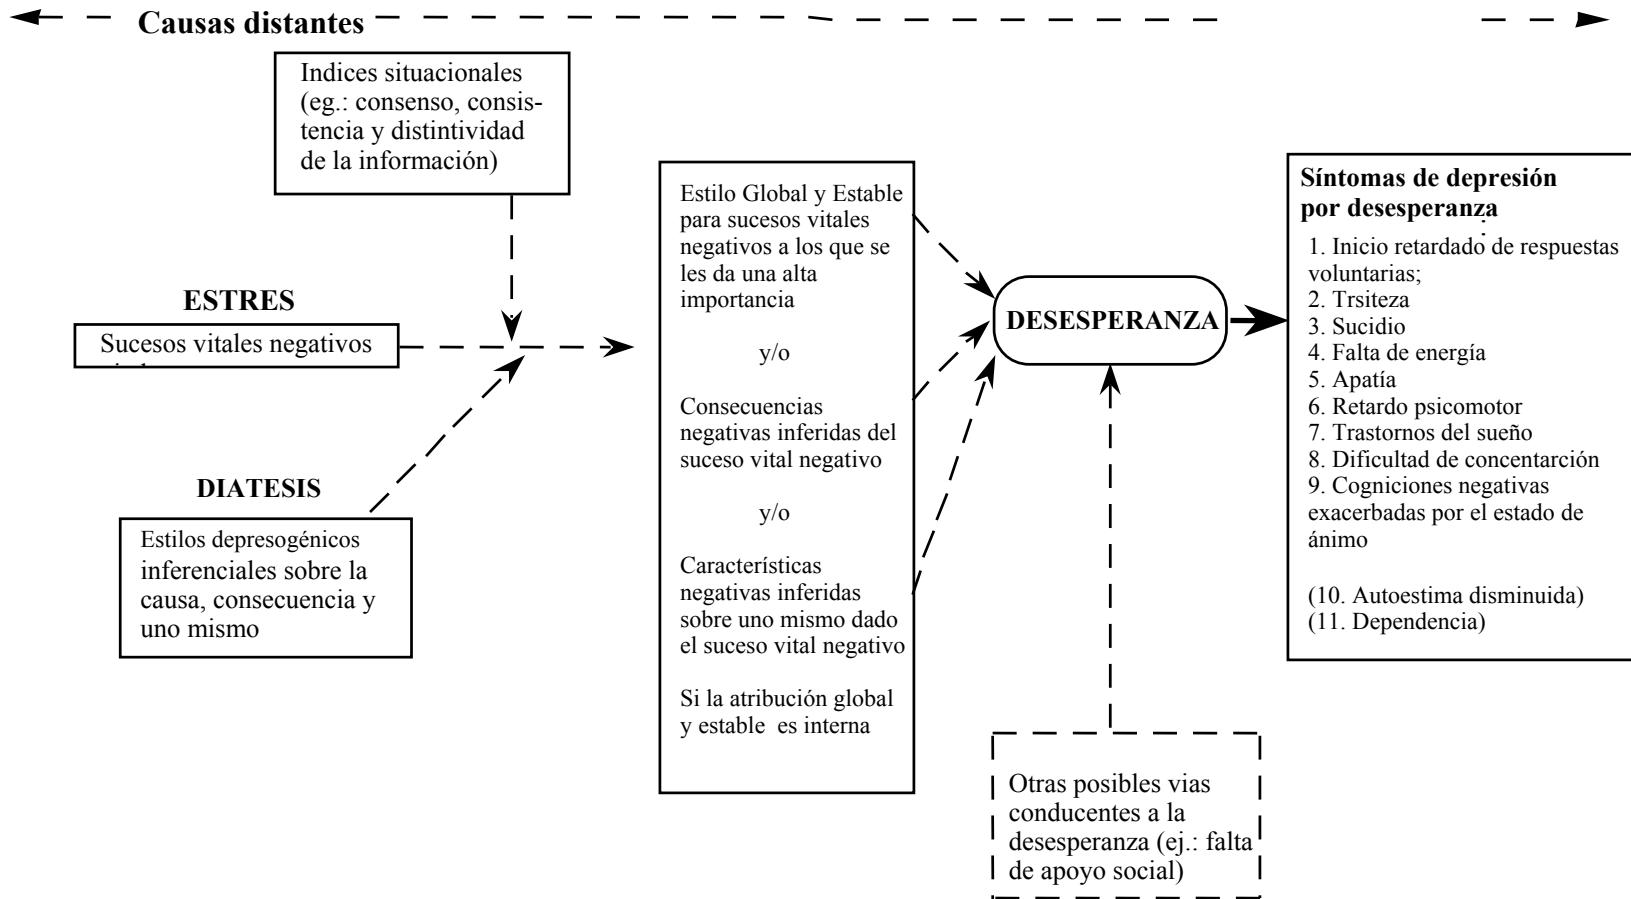 Causas distantes
Indices situacionales
(eg.: consenso, consis-
tencia y distintividad
de la información)
ESTRES
Sucesos vitales negativos
DIATESIS
Estilos depresogénicos
inferenciales sobre la
causa, consecuencia y
uno mismo
Estilo Global y Estable
para sucesos vitales
negativos a los que se
les da una alta
importancia
y/o
Consecuencias
negativas inferidas del
suceso vital negativo
y/o
Características
negativas inferidas
sobre uno mismo dado
el suceso vital negativo
Si la atribución global
y estable es interna
DESESPERANZA
Otras posibles vias
conducentes a la
desesperanza (ej.: falta
de apoyo social)
Síntomas de depresión
por desesperanza
1. Inicio retardado de respuestas
voluntarias;
2. Trsiteza
3. Sucidio
4. Falta de energía
5. Apatía
6. Retardo psicomotor
7. Trastornos del sueño
8. Dificultad de concentarción
9. Cogniciones negativas
exacerbadas por el estado de
ánimo
(10. Autoestima disminuida)
(11. Dependencia)